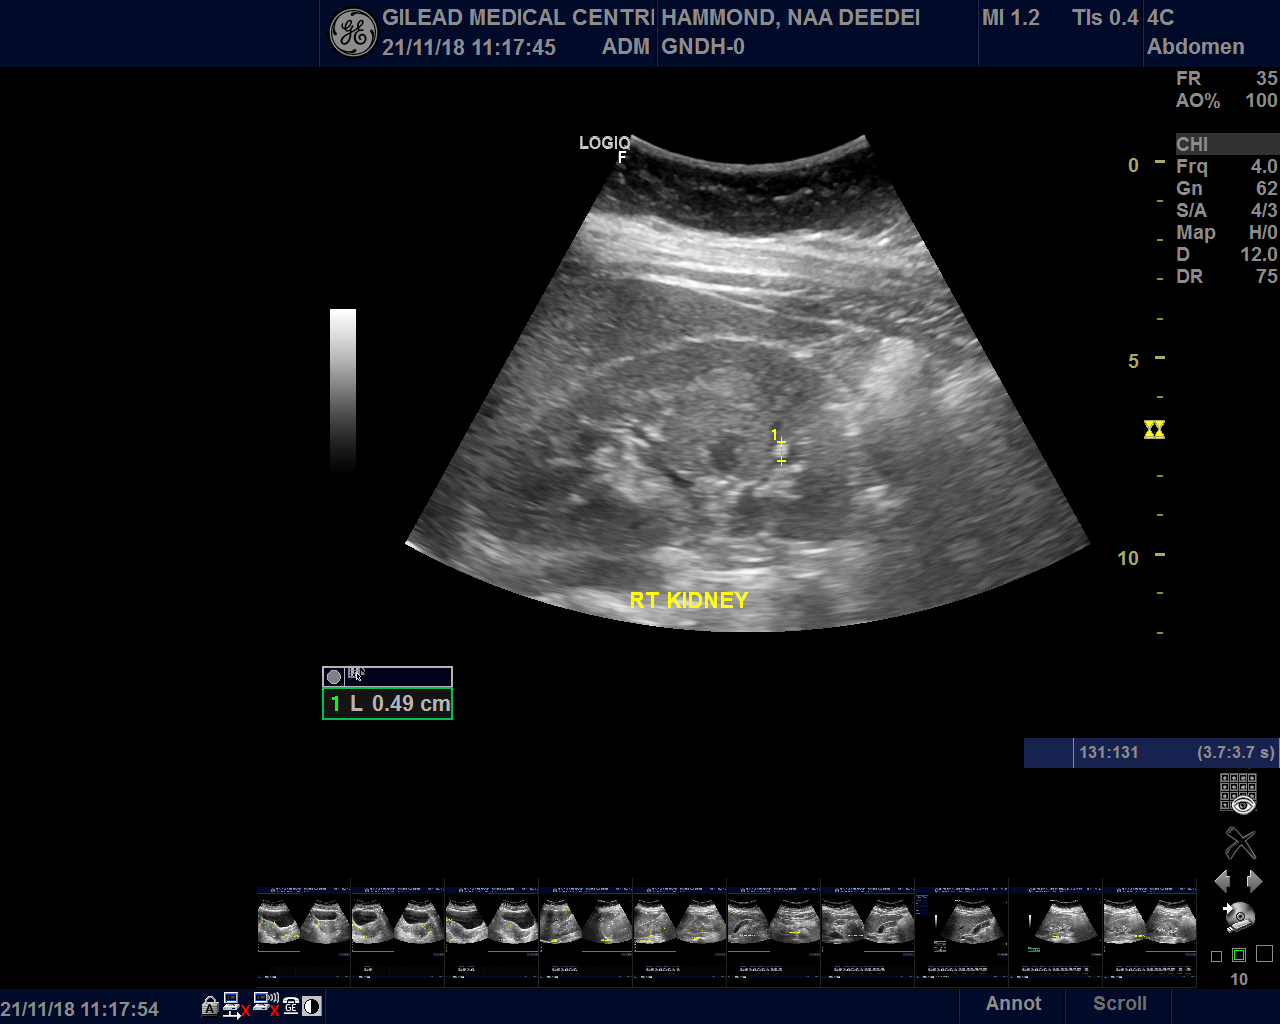 GILEAD MEDICAL CENTR
HAMMOND, NAA DEEDEI
MI 1.2
TIs 0.4
4C
21/11/18 11:17:45
ADM
GNDH-0
Abdomen
FR 35
AO% 100
CHI
Frq 4.0
Gn 62
S/A 4/3
Map H/0
D 12.0
DR 75
LOGIQ
F
0
5
10
1
RT KIDNEY
1 L 0.49 cm
131:131 (3.7:3.7 s)
10
21/11/18 11:17:54
Annot
Scroll